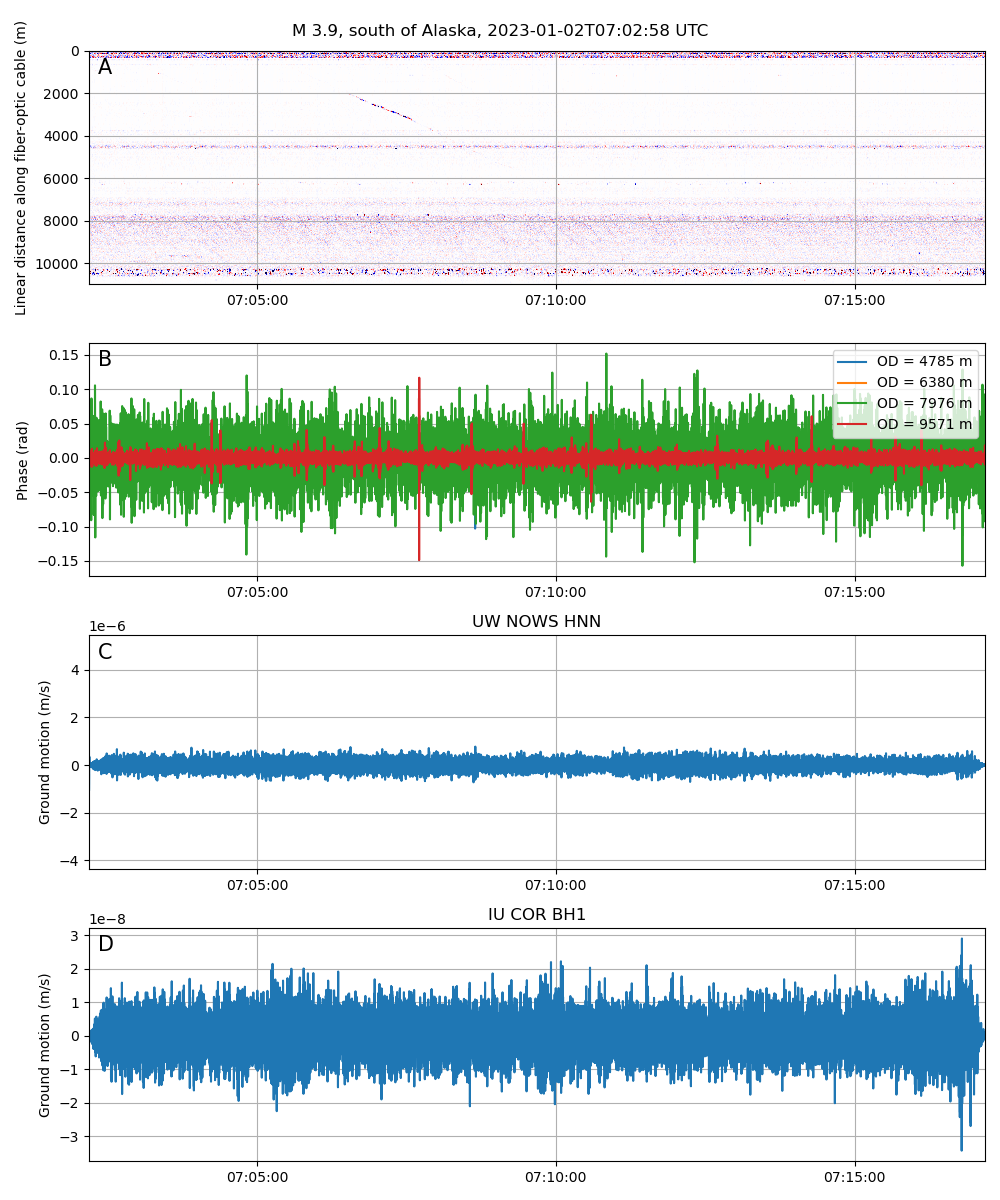 M 3.9, south of Alaska, 2023-01-02T07:02:58 UTC
Linear distance along fiber-optic cable (m)
A
0
2000
4000
6000
8000
10000
07:05:00
07:10:00
07:15:00
Phase (rad)
B
0.15
0.10
0.05
0.00
−0.05
−0.10
−0.15
OD = 4785 m
OD = 6380 m
OD = 7976 m
OD = 9571 m
07:05:00
07:10:00
07:15:00
UW NOWS HNN
1e−6
Ground motion (m/s)
C
4
2
0
−2
−4
07:05:00
07:10:00
07:15:00
IU COR BH1
1e−8
Ground motion (m/s)
D
3
2
1
0
−1
−2
−3
07:05:00
07:10:00
07:15:00